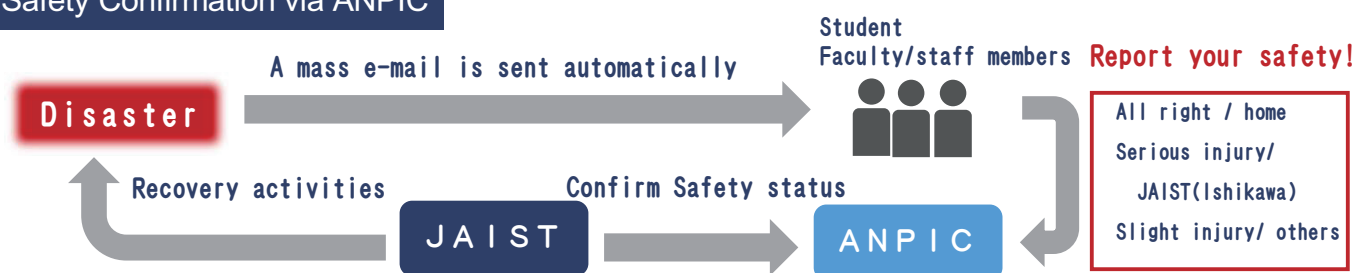 Safety Confirmation via ANPIC
Student
Faculty/staff members
Report your safety!
A mass e-mail is sent automatically
Disaster
All right / home
Serious injury/
JAIST(Ishikawa)
Slight injury/ others
Recovery activities
Confirm Safety status
JAIST
ANPIC